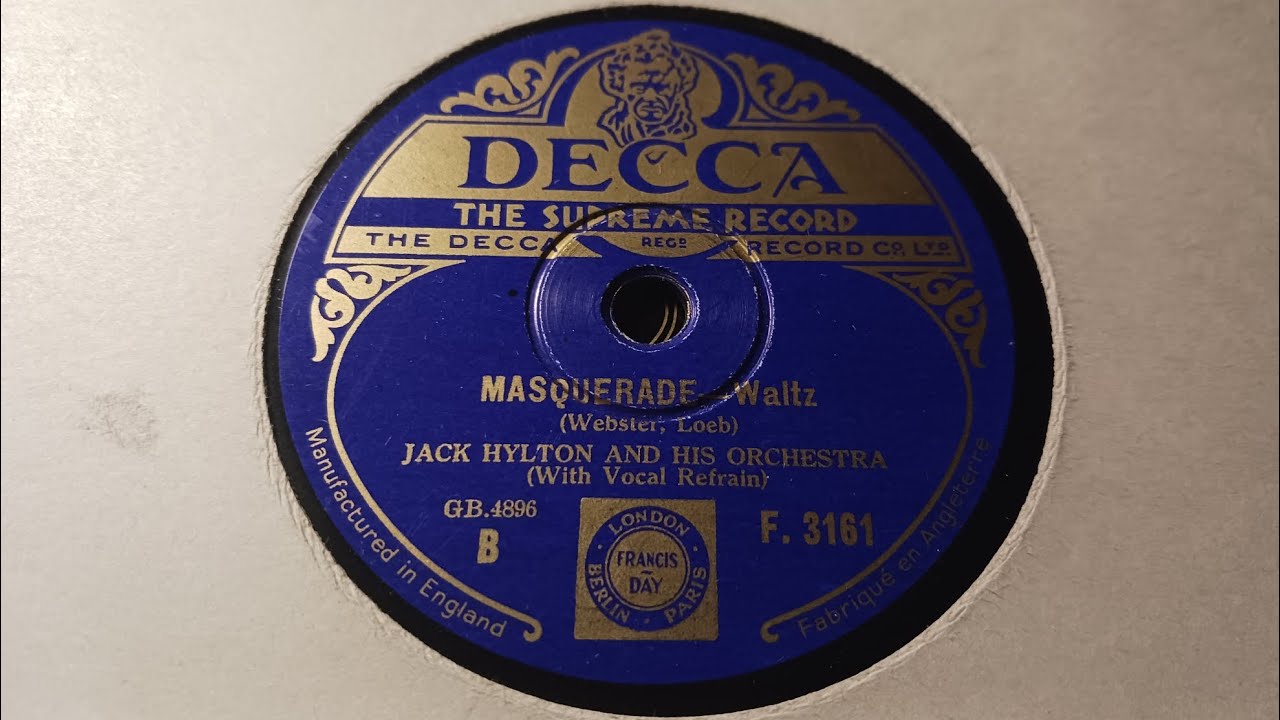 DECCA
THE SUPREME RECORD
THE DECCA REGD RECORD CO. LTD.
MASQUERADE—Waltz
(Webster, Loeb)
JACK HYLTON AND HIS ORCHESTRA
(With Vocal Refrain)
GB.4896
B
F. 3161
· LONDON · PARIS · BERLIN
FRANCIS ~ DAY
Manufactured in England
Fabriqué en Angleterre